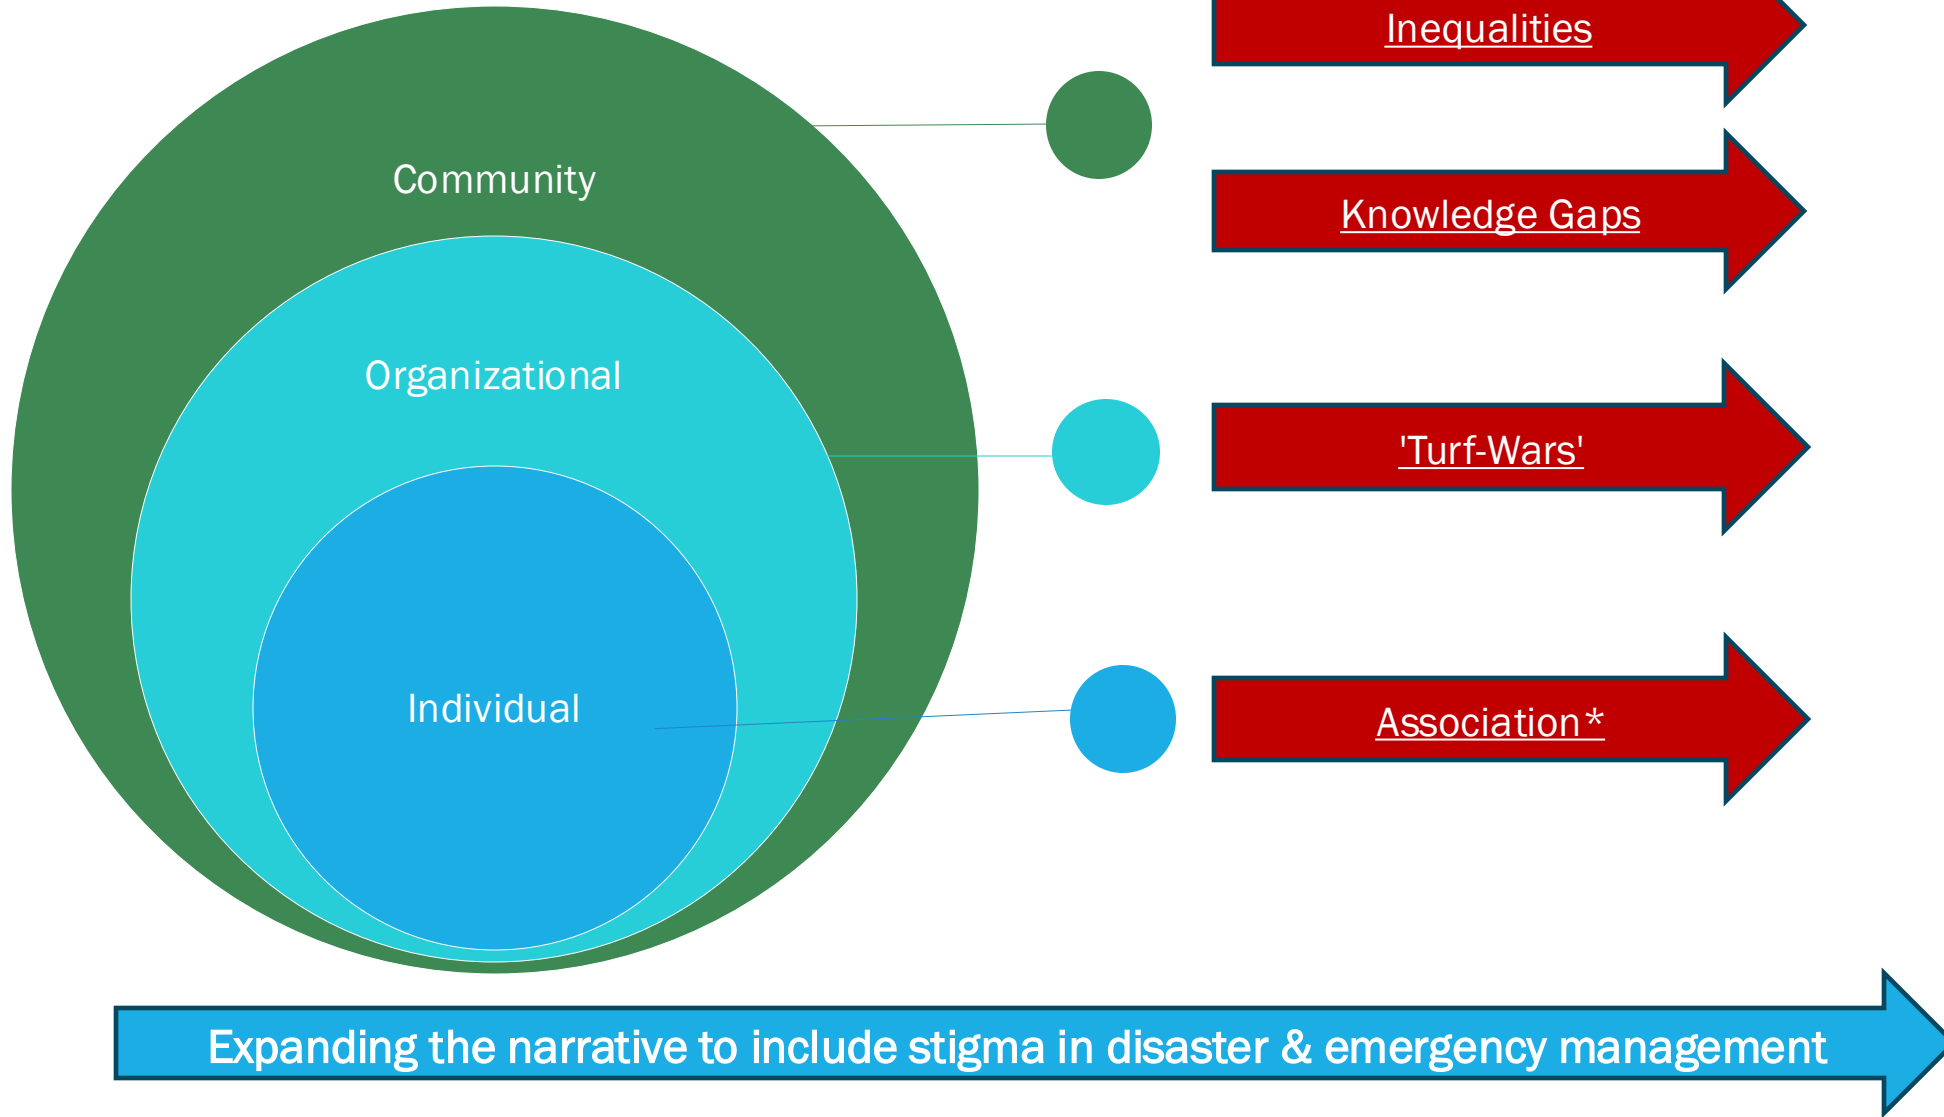 Inequalities
Community
Knowledge Gaps
Organizational
'Turf-Wars'
Individual
Association*
Expanding the narrative to include stigma in disaster & emergency management